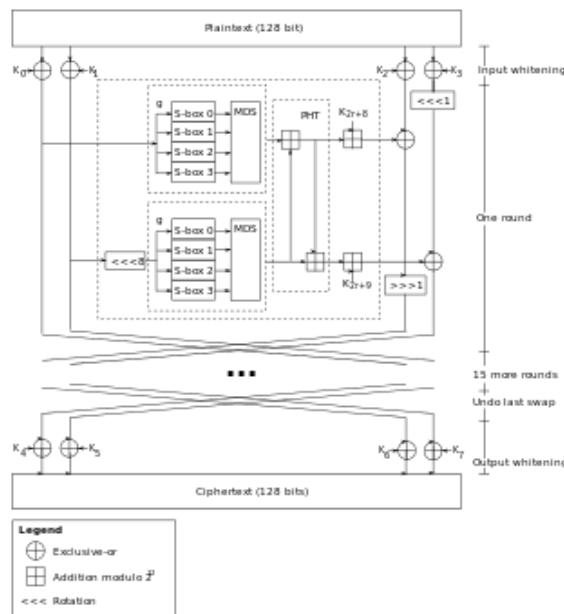 Plaintext (128 bit)
K0 K1 K2 K3 Input whitening
<<<1
g
S-box 0 MDS
S-box 1
S-box 2
S-box 3
PHT K2r+8
One round
g
S-box 0 MDS
S-box 1
<<<8
S-box 2
S-box 3
K2r+9
>>>1
...
15 more rounds
Undo last swap
K4 K5 K6 K7
Output whitening
Ciphertext (128 bits)
Legend
Exclusive-or
Addition modulo 2^32
<<< Rotation